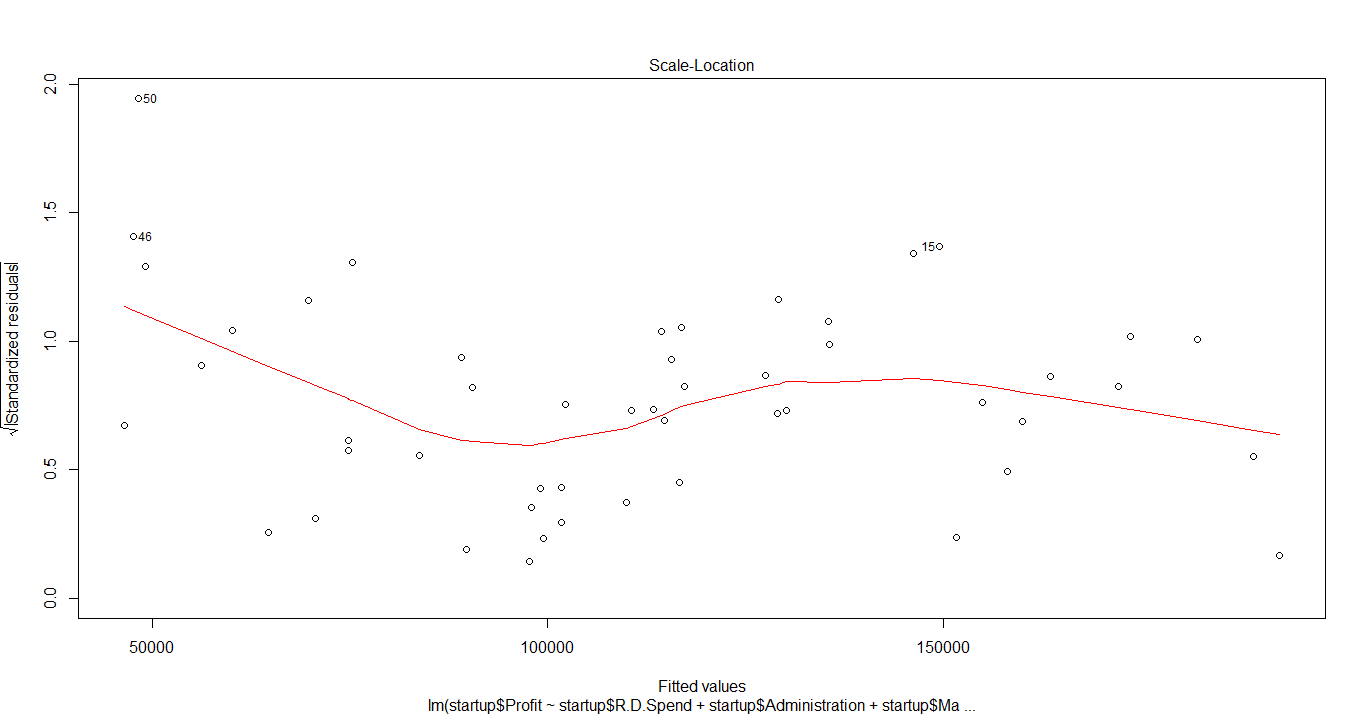 Scale-Location
2.0
50
1.5
46
15
1.0
0.5
0.0
√|Standardized residuals|
50000 100000 150000
Fitted values
lm(startup$Profit ~ startup$R.D.Spend + startup$Administration + startup$Ma ...